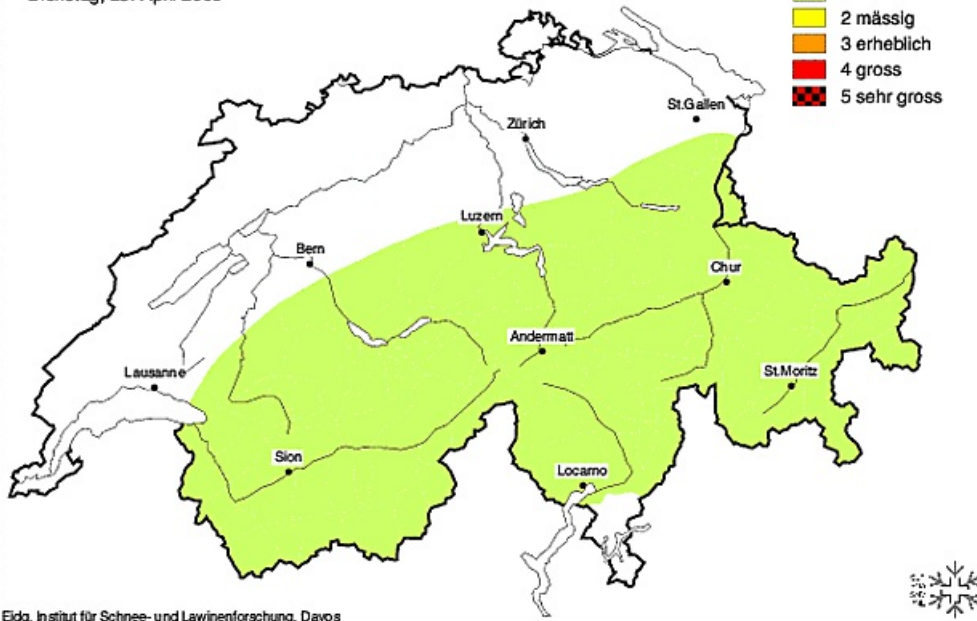 2 mässig
3 erheblich
4 gross
5 sehr gross
St.Gallen
Zürich
Luzern
Bern
Chur
Andermatt
Lausanne
St.Moritz
Sion
Locarno
Eidg. Institut für Schnee- und Lawinenforschung, Davos